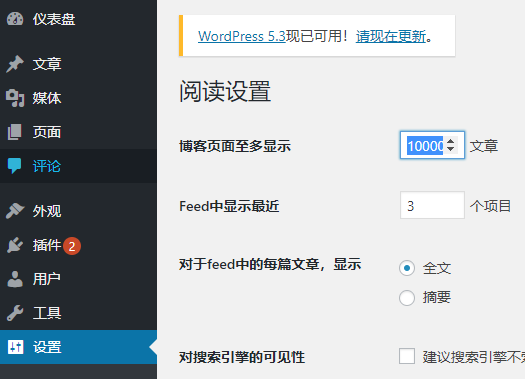 仪表盘
文章
媒体
页面
评论
外观
插件 2
用户
工具
设置
WordPress 5.3现已可用！请现在更新。
阅读设置
博客页面至多显示 10000 文章
Feed中显示最近 3 个项目
对于feed中的每篇文章，显示
全文
摘要
对搜索引擎的可见性 建议搜索引擎不